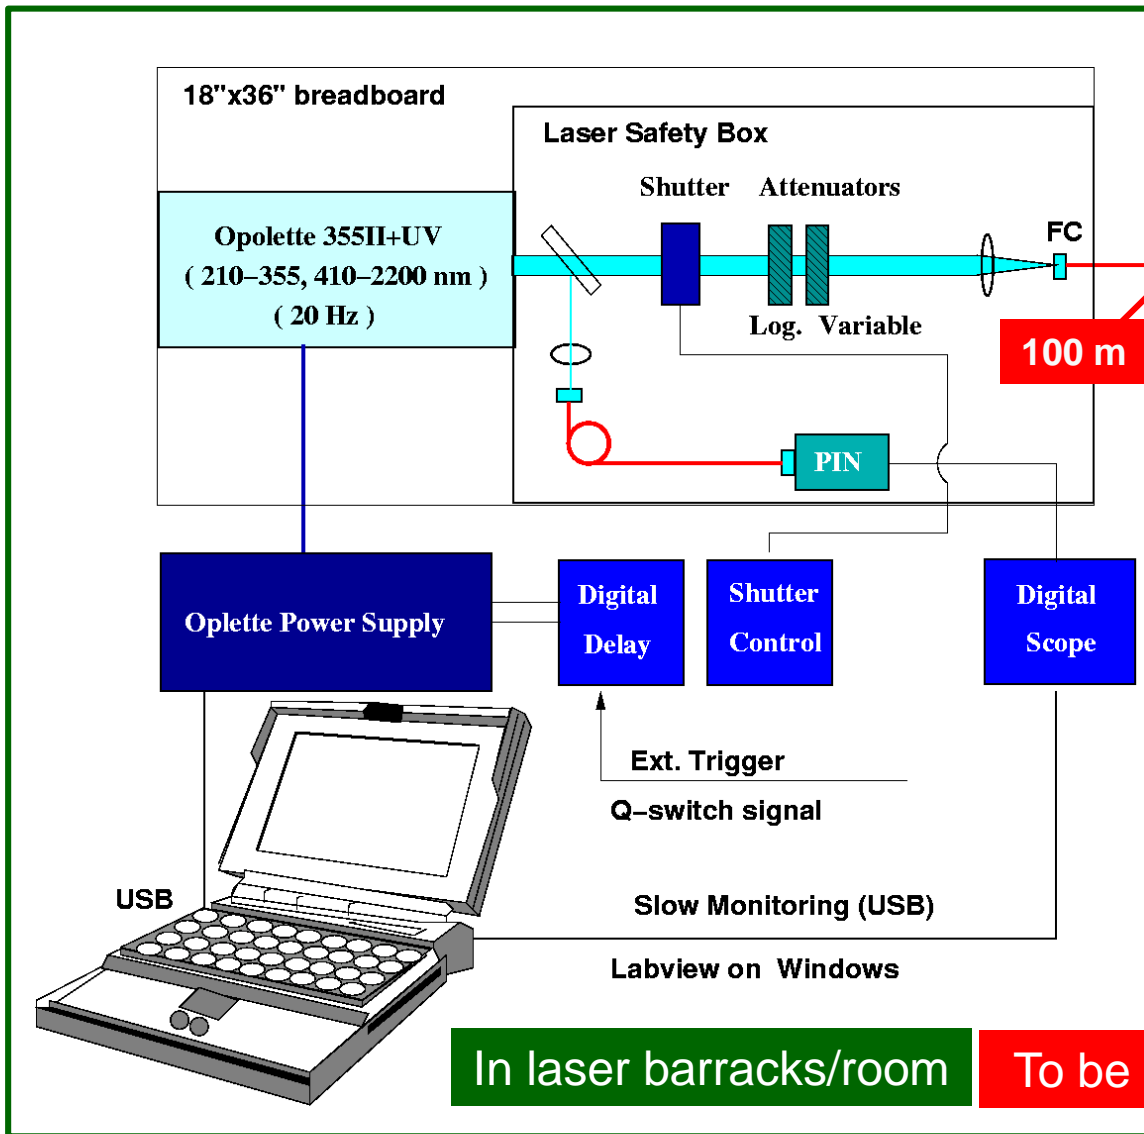 18"x36" breadboard
Laser Safety Box
Shutter
Attenuators
Opolette 355II+UV
( 210–355, 410–2200 nm )
( 20 Hz )
FC
Log. Variable
100 m
PIN
Oplette Power Supply
Digital
Delay
Shutter
Control
Digital
Scope
Ext. Trigger
Q–switch signal
USB
Slow Monitoring (USB)
Labview on Windows
In laser barracks/room
To be